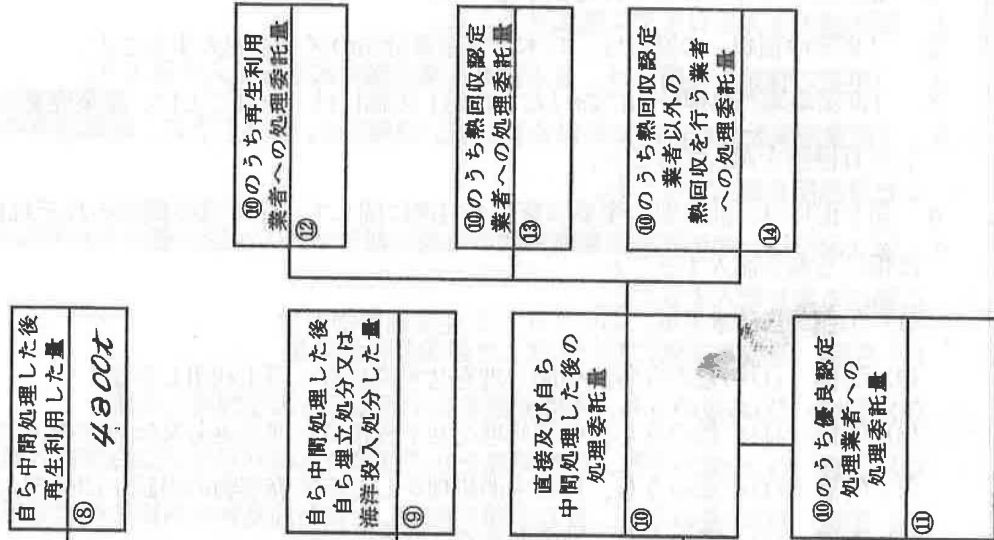 自ら中間処理した後
再生利用した量
⑧
4,800t
自ら中間処理した後
自ら埋立処分又は
海洋投入処分した量
⑨
直接及び自ら
中間処理した後の
処理委託量
⑩
⑩のうち優良認定
処理業者への
処理委託量
⑪
⑩のうち再生利用
業者への処理委託量
⑫
⑩のうち熱回収認定
業者への処理委託量
⑬
⑩のうち熱回収認定
業者以外の
熱回収を行う業者
への処理委託量
⑭